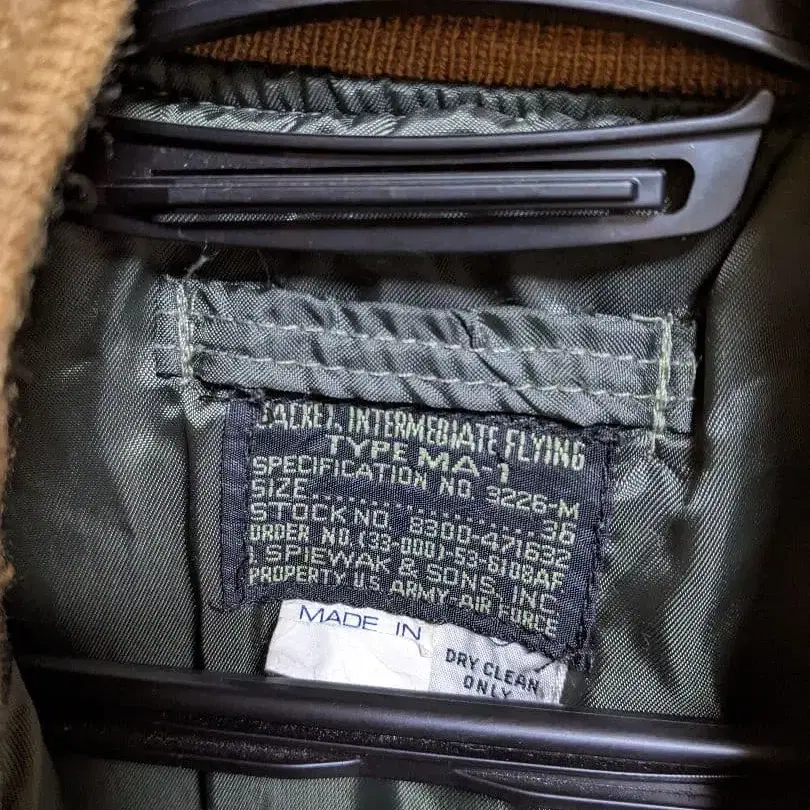 JACKET, INTERMEDIATE FLYING
TYPE MA-1
SPECIFICATION NO. 3226-M
SIZE....................36
STOCK NO. 8300-471632
ORDER NO.(33-000)-53-6108AF
I SPIEWAK & SONS, INC
PROPERTY U.S. ARMY-AIR FORCE
MADE IN
DRY CLEAN
ONLY